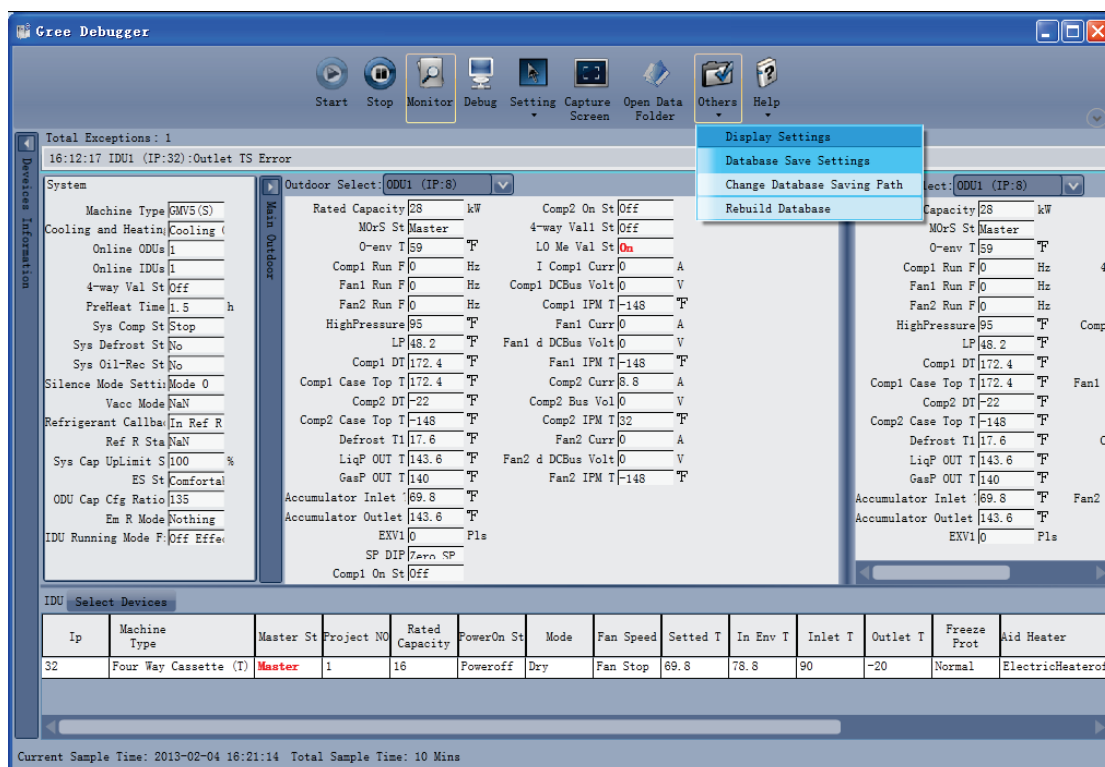 Gree Debugger
Start Stop Monitor Debug Setting Capture Screen Open Data Folder Others Help
Total Exceptions: 1
16:12:17 IDU1 (IP:32):Outlet TS Error
Display Settings
Database Save Settings
Change Database Saving Path
Rebuild Database
Deveices Information
System
Machine Type GMV5(S)
Cooling and Heatin Cooling (
Online ODUs 1
Online IDUs 1
4-way Val St Off
PreHeat Time 1.5 h
Sys Comp St Stop
Sys Defrost St No
Sys Oil-Rec St No
Silence Mode Setti Mode 0
Vacc Mode NaN
Refrigerant Callba In Ref R
Ref R Sta NaN
Sys Cap UpLimit S 100 %
ES St Comforta
ODU Cap Cfg Ratio 135
Em R Mode Nothing
IDU Running Mode F: Off Effe
Main Outdoor
Outdoor Select: ODU1 (IP:8)
Rated Capacity 28 kW
MOrS St Master
O-env T 59 °F
Comp1 Run F 0 Hz
Fan1 Run F 0 Hz
Fan2 Run F 0 Hz
HighPressure 95 °F
LP 48.2 °F
Comp1 DT 172.4 °F
Comp1 Case Top T 172.4 °F
Comp2 DT -22 °F
Comp2 Case Top T -148 °F
Defrost T1 17.6 °F
LiqP OUT T 143.6 °F
GasP OUT T 140 °F
Accumulator Inlet 69.8 °F
Accumulator Outlet 143.6 °F
EXV1 0 Pls
SP DIP Zero SP
Comp1 On St Off
Comp2 On St Off
4-way Val1 St Off
LO Me Val St On
I Comp1 Curr 0 A
Comp1 DCBus Volt 0 V
Comp1 IPM T -148 °F
Fan1 Curr 0 A
Fan1 d DCBus Volt 0 V
Fan1 IPM T -148 °F
Comp2 Curr 8.8 A
Comp2 Bus Vol 0 V
Comp2 IPM T 32 °F
Fan2 Curr 0 A
Fan2 d DCBus Volt 0 V
Fan2 IPM T -148 °F
lect: ODU1 (IP:8)
Capacity 28 kW
MOrS St Master
O-env T 59 °F
Comp1 Run F 0 Hz 4
Fan1 Run F 0 Hz
Fan2 Run F 0 Hz
HighPressure 95 °F Comp
LP 48.2 °F
Comp1 DT 172.4 °F
Comp1 Case Top T 172.4 °F Fan1
Comp2 DT -22 °F
Comp2 Case Top T -148 °F
Defrost T1 17.6 °F C
LiqP OUT T 143.6 °F
GasP OUT T 140 °F
Accumulator Inlet 69.8 °F Fan2
Accumulator Outlet 143.6 °F
EXV1 0 Pls
IDU Select Devices
Ip Machine Type Master St Project NO Rated Capacity PowerOn St Mode Fan Speed Setted T In Env T Inlet T Outlet T Freeze Prot Aid Heater
32 Four Way Cassette (T) Master 1 16 Poweroff Dry Fan Stop 69.8 78.8 90 -20 Normal ElectricHeaterof
Current Sample Time: 2013-02-04 16:21:14 Total Sample Time: 10 Mins